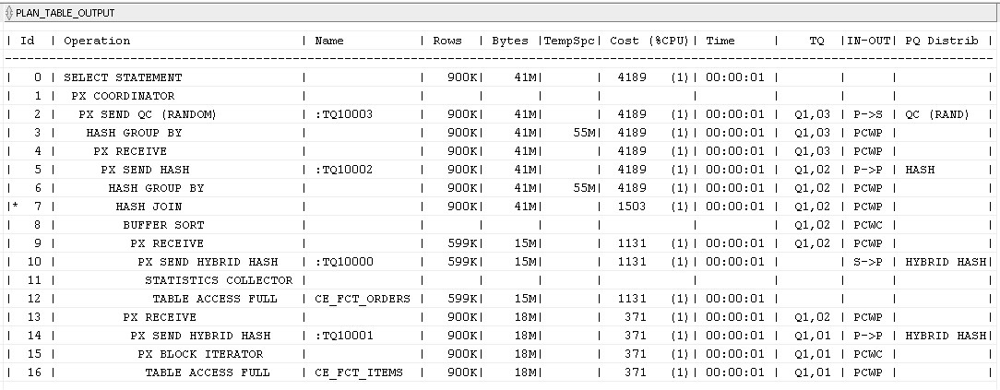 PLAN_TABLE_OUTPUT
| Id | Operation | Name | Rows | Bytes |TempSpc| Cost (%CPU)| Time | TQ |IN-OUT| PQ Distrib |
-----------------------------------------------------------------------------------------------
| 0 | SELECT STATEMENT | | 900K| 41M| | 4189 (1)| 00:00:01 | | | |
| 1 | PX COORDINATOR | | | | | | | | | |
| 2 | PX SEND QC (RANDOM) | :TQ10003 | 900K| 41M| | 4189 (1)| 00:00:01 | Q1,03 | P->S | QC (RAND) |
| 3 | HASH GROUP BY | | 900K| 41M| 55M| 4189 (1)| 00:00:01 | Q1,03 | PCWP | |
| 4 | PX RECEIVE | | 900K| 41M| | 4189 (1)| 00:00:01 | Q1,03 | PCWP | |
| 5 | PX SEND HASH | :TQ10002 | 900K| 41M| | 4189 (1)| 00:00:01 | Q1,02 | P->P | HASH |
| 6 | HASH GROUP BY | | 900K| 41M| 55M| 4189 (1)| 00:00:01 | Q1,02 | PCWP | |
|* 7 | HASH JOIN | | 900K| 41M| | 1503 (1)| 00:00:01 | Q1,02 | PCWP | |
| 8 | BUFFER SORT | | | | | | | Q1,02 | PCWC | |
| 9 | PX RECEIVE | | 599K| 15M| | 1131 (1)| 00:00:01 | Q1,02 | PCWP | |
| 10 | PX SEND HYBRID HASH | :TQ10000 | 599K| 15M| | 1131 (1)| 00:00:01 | | S->P | HYBRID HASH|
| 11 | STATISTICS COLLECTOR | | | | | | | | | |
| 12 | TABLE ACCESS FULL | CE_FCT_ORDERS | 599K| 15M| | 1131 (1)| 00:00:01 | | | |
| 13 | PX RECEIVE | | 900K| 18M| | 371 (1)| 00:00:01 | Q1,02 | PCWP | |
| 14 | PX SEND HYBRID HASH | :TQ10001 | 900K| 18M| | 371 (1)| 00:00:01 | Q1,01 | P->P | HYBRID HASH|
| 15 | PX BLOCK ITERATOR | | 900K| 18M| | 371 (1)| 00:00:01 | Q1,01 | PCWC | |
| 16 | TABLE ACCESS FULL | CE_FCT_ITEMS | 900K| 18M| | 371 (1)| 00:00:01 | Q1,01 | PCWP | |